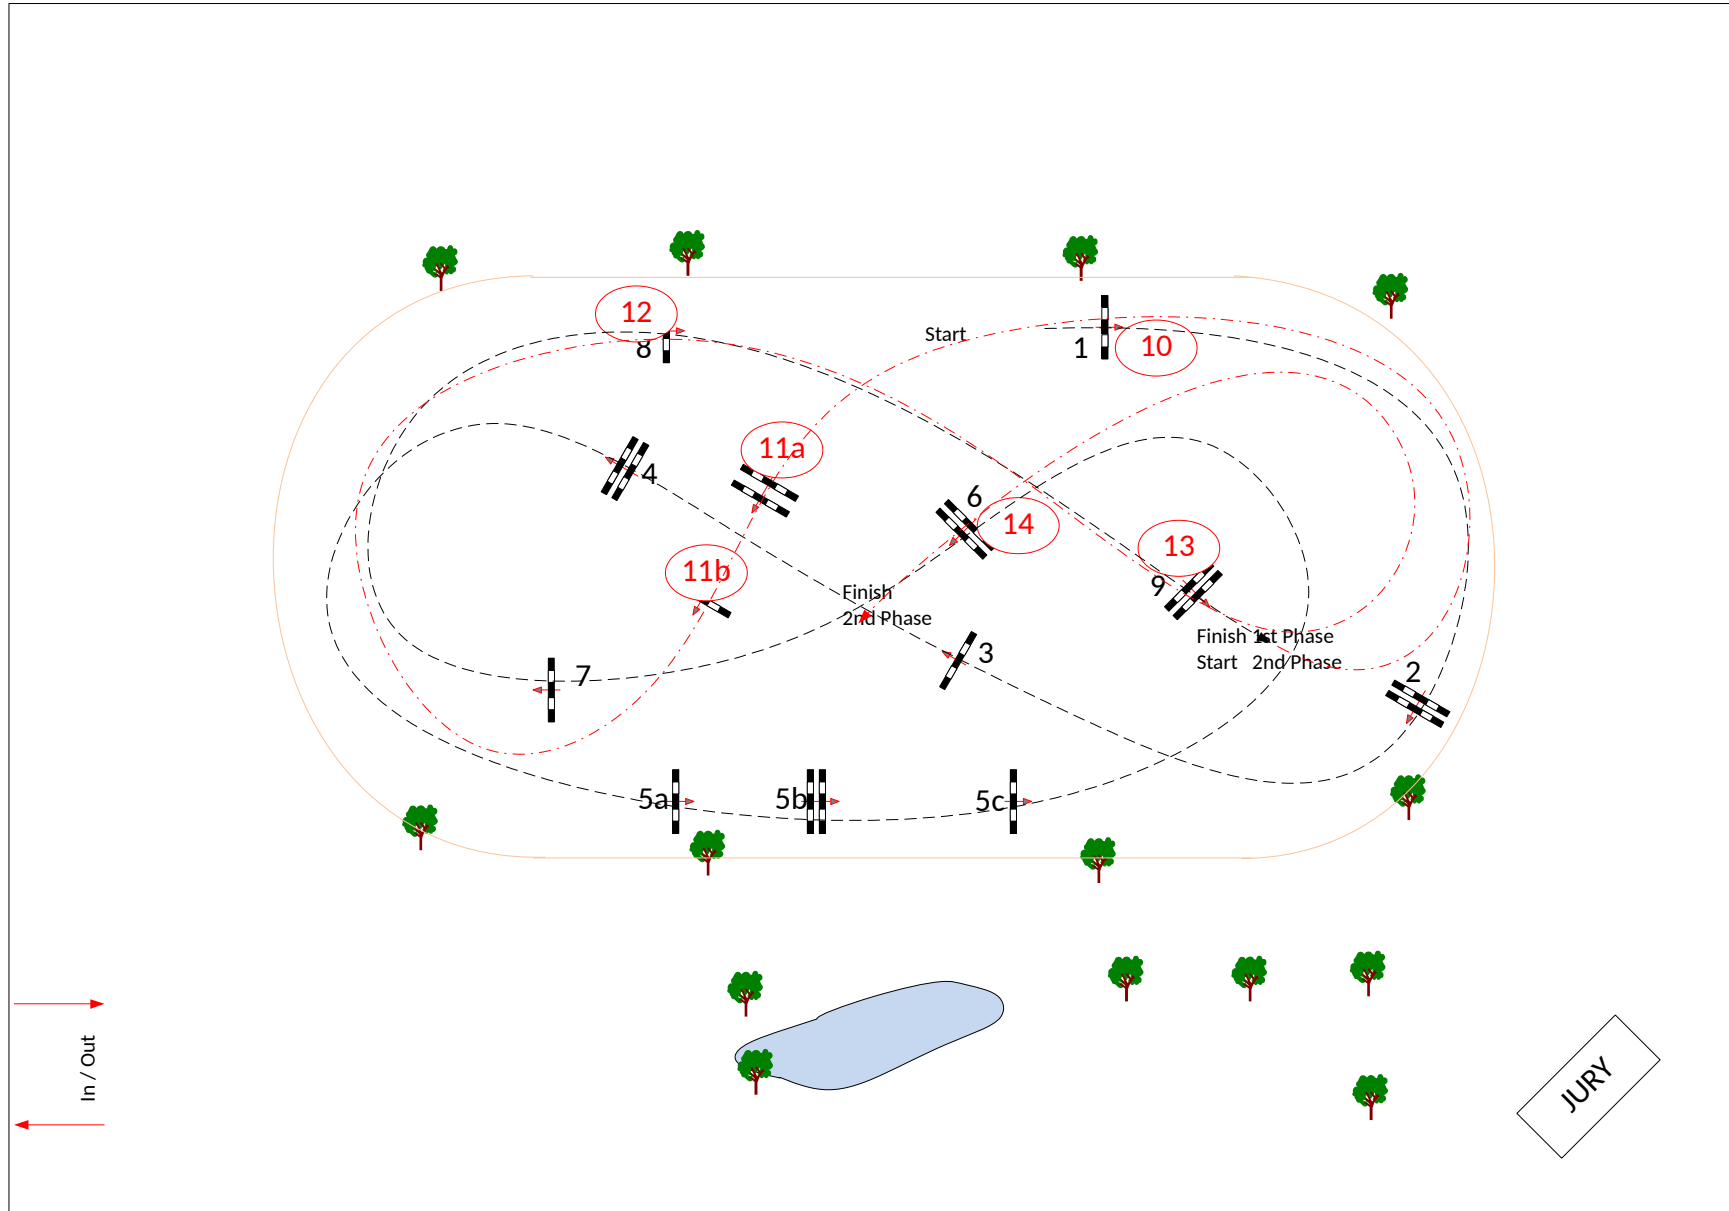 12
8
Start
1
10
11a
4
6
14
13
11b
9
Finish
2nd Phase
Finish 1st Phase
Start 2nd Phase
3
7
2
5a
5b
5c
In / Out
JURY